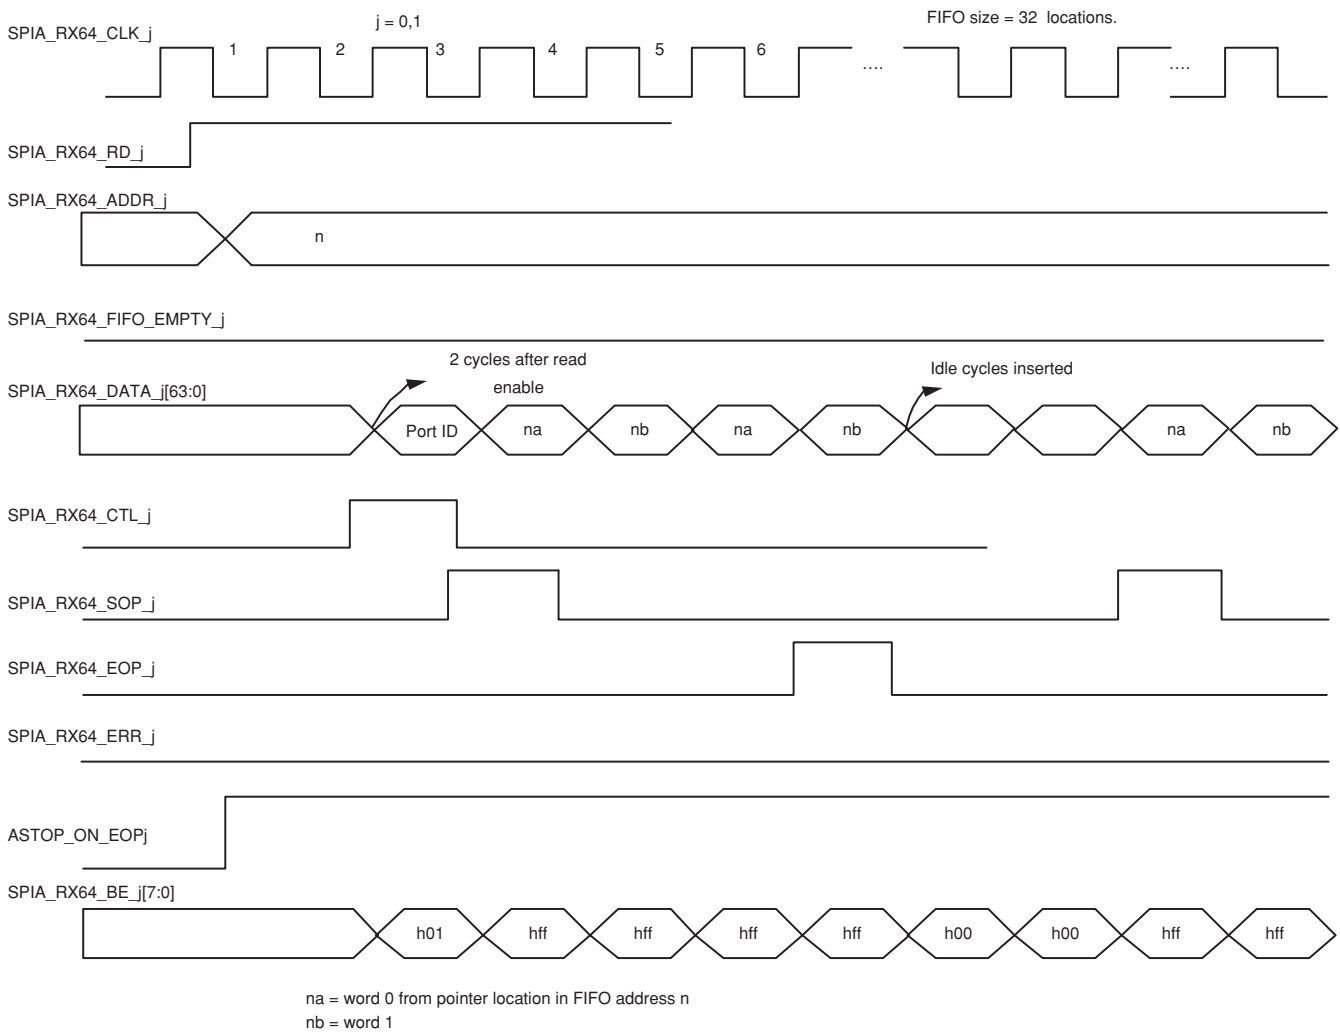 j = 0,1
FIFO size = 32 locations.
SPIA_RX64_CLK_j
1 2 3 4 5 6 .... ....
SPIA_RX64_RD_j
SPIA_RX64_ADDR_j
n
SPIA_RX64_FIFO_EMPTY_j
2 cycles after read
enable
Idle cycles inserted
SPIA_RX64_DATA_j[63:0]
Port ID na nb na nb na nb
SPIA_RX64_CTL_j
SPIA_RX64_SOP_j
SPIA_RX64_EOP_j
SPIA_RX64_ERR_j
ASTOP_ON_EOPj
SPIA_RX64_BE_j[7:0]
h01 hff hff hff hff h00 h00 hff hff
na = word 0 from pointer location in FIFO address n
nb = word 1